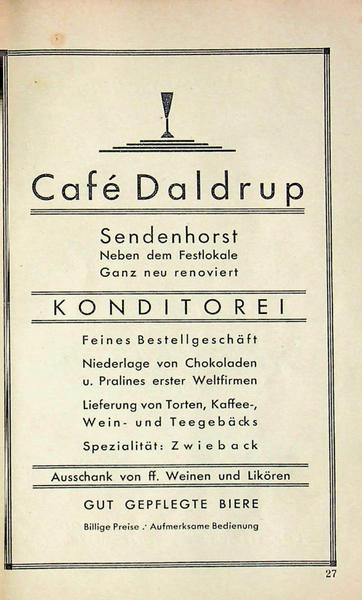 Café Daldrup
Sendenhorst
Neben dem Festlokale
Ganz neu renoviert
KONDITOREI
Feines Bestellgeschäft
Niederlage von Chokoladen
u. Pralines erster Weltfirmen
Lieferung von Torten, Kaffee-,
Wein- und Teegebäcks
Spezialität: Zwieback
Ausschank von ff. Weinen und Likören
GUT GEPFLEGTE BIERE
Billige Preise .· Aufmerksame Bedienung
27